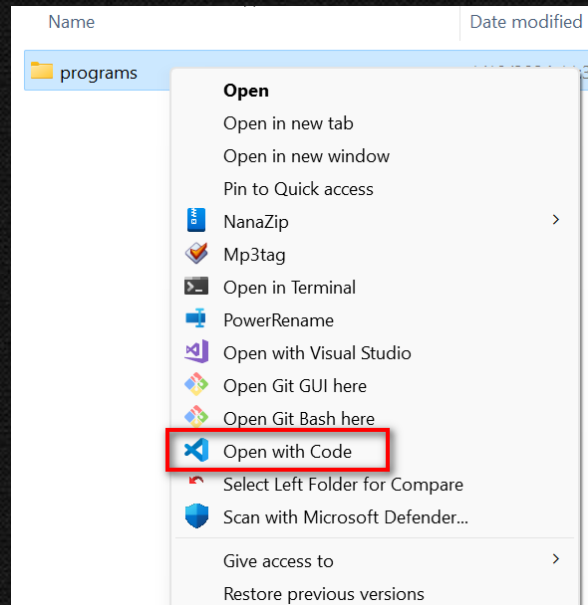 Name
Date modified
programs
Open
Open in new tab
Open in new window
Pin to Quick access
NanaZip
Mp3tag
Open in Terminal
PowerRename
Open with Visual Studio
Open Git GUI here
Open Git Bash here
Open with Code
Select Left Folder for Compare
Scan with Microsoft Defender...
Give access to
Restore previous versions